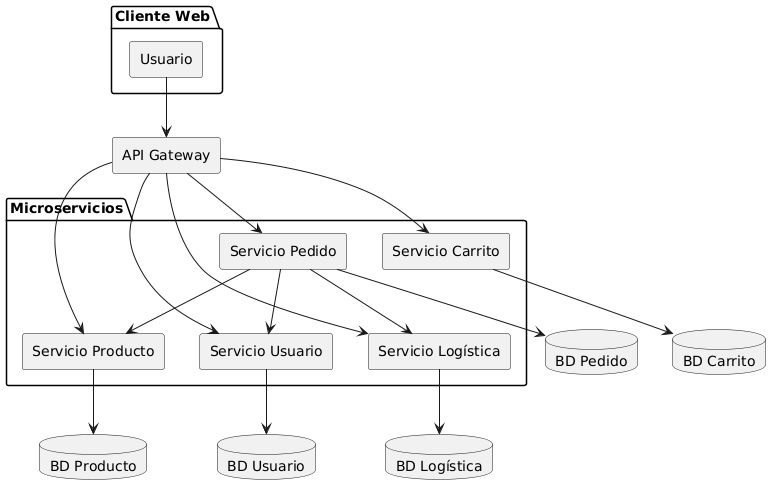 Cliente Web
Usuario
API Gateway
Microservicios
Servicio Pedido
Servicio Carrito
Servicio Producto
Servicio Usuario
Servicio Logística
BD Pedido
BD Carrito
BD Producto
BD Usuario
BD Logística